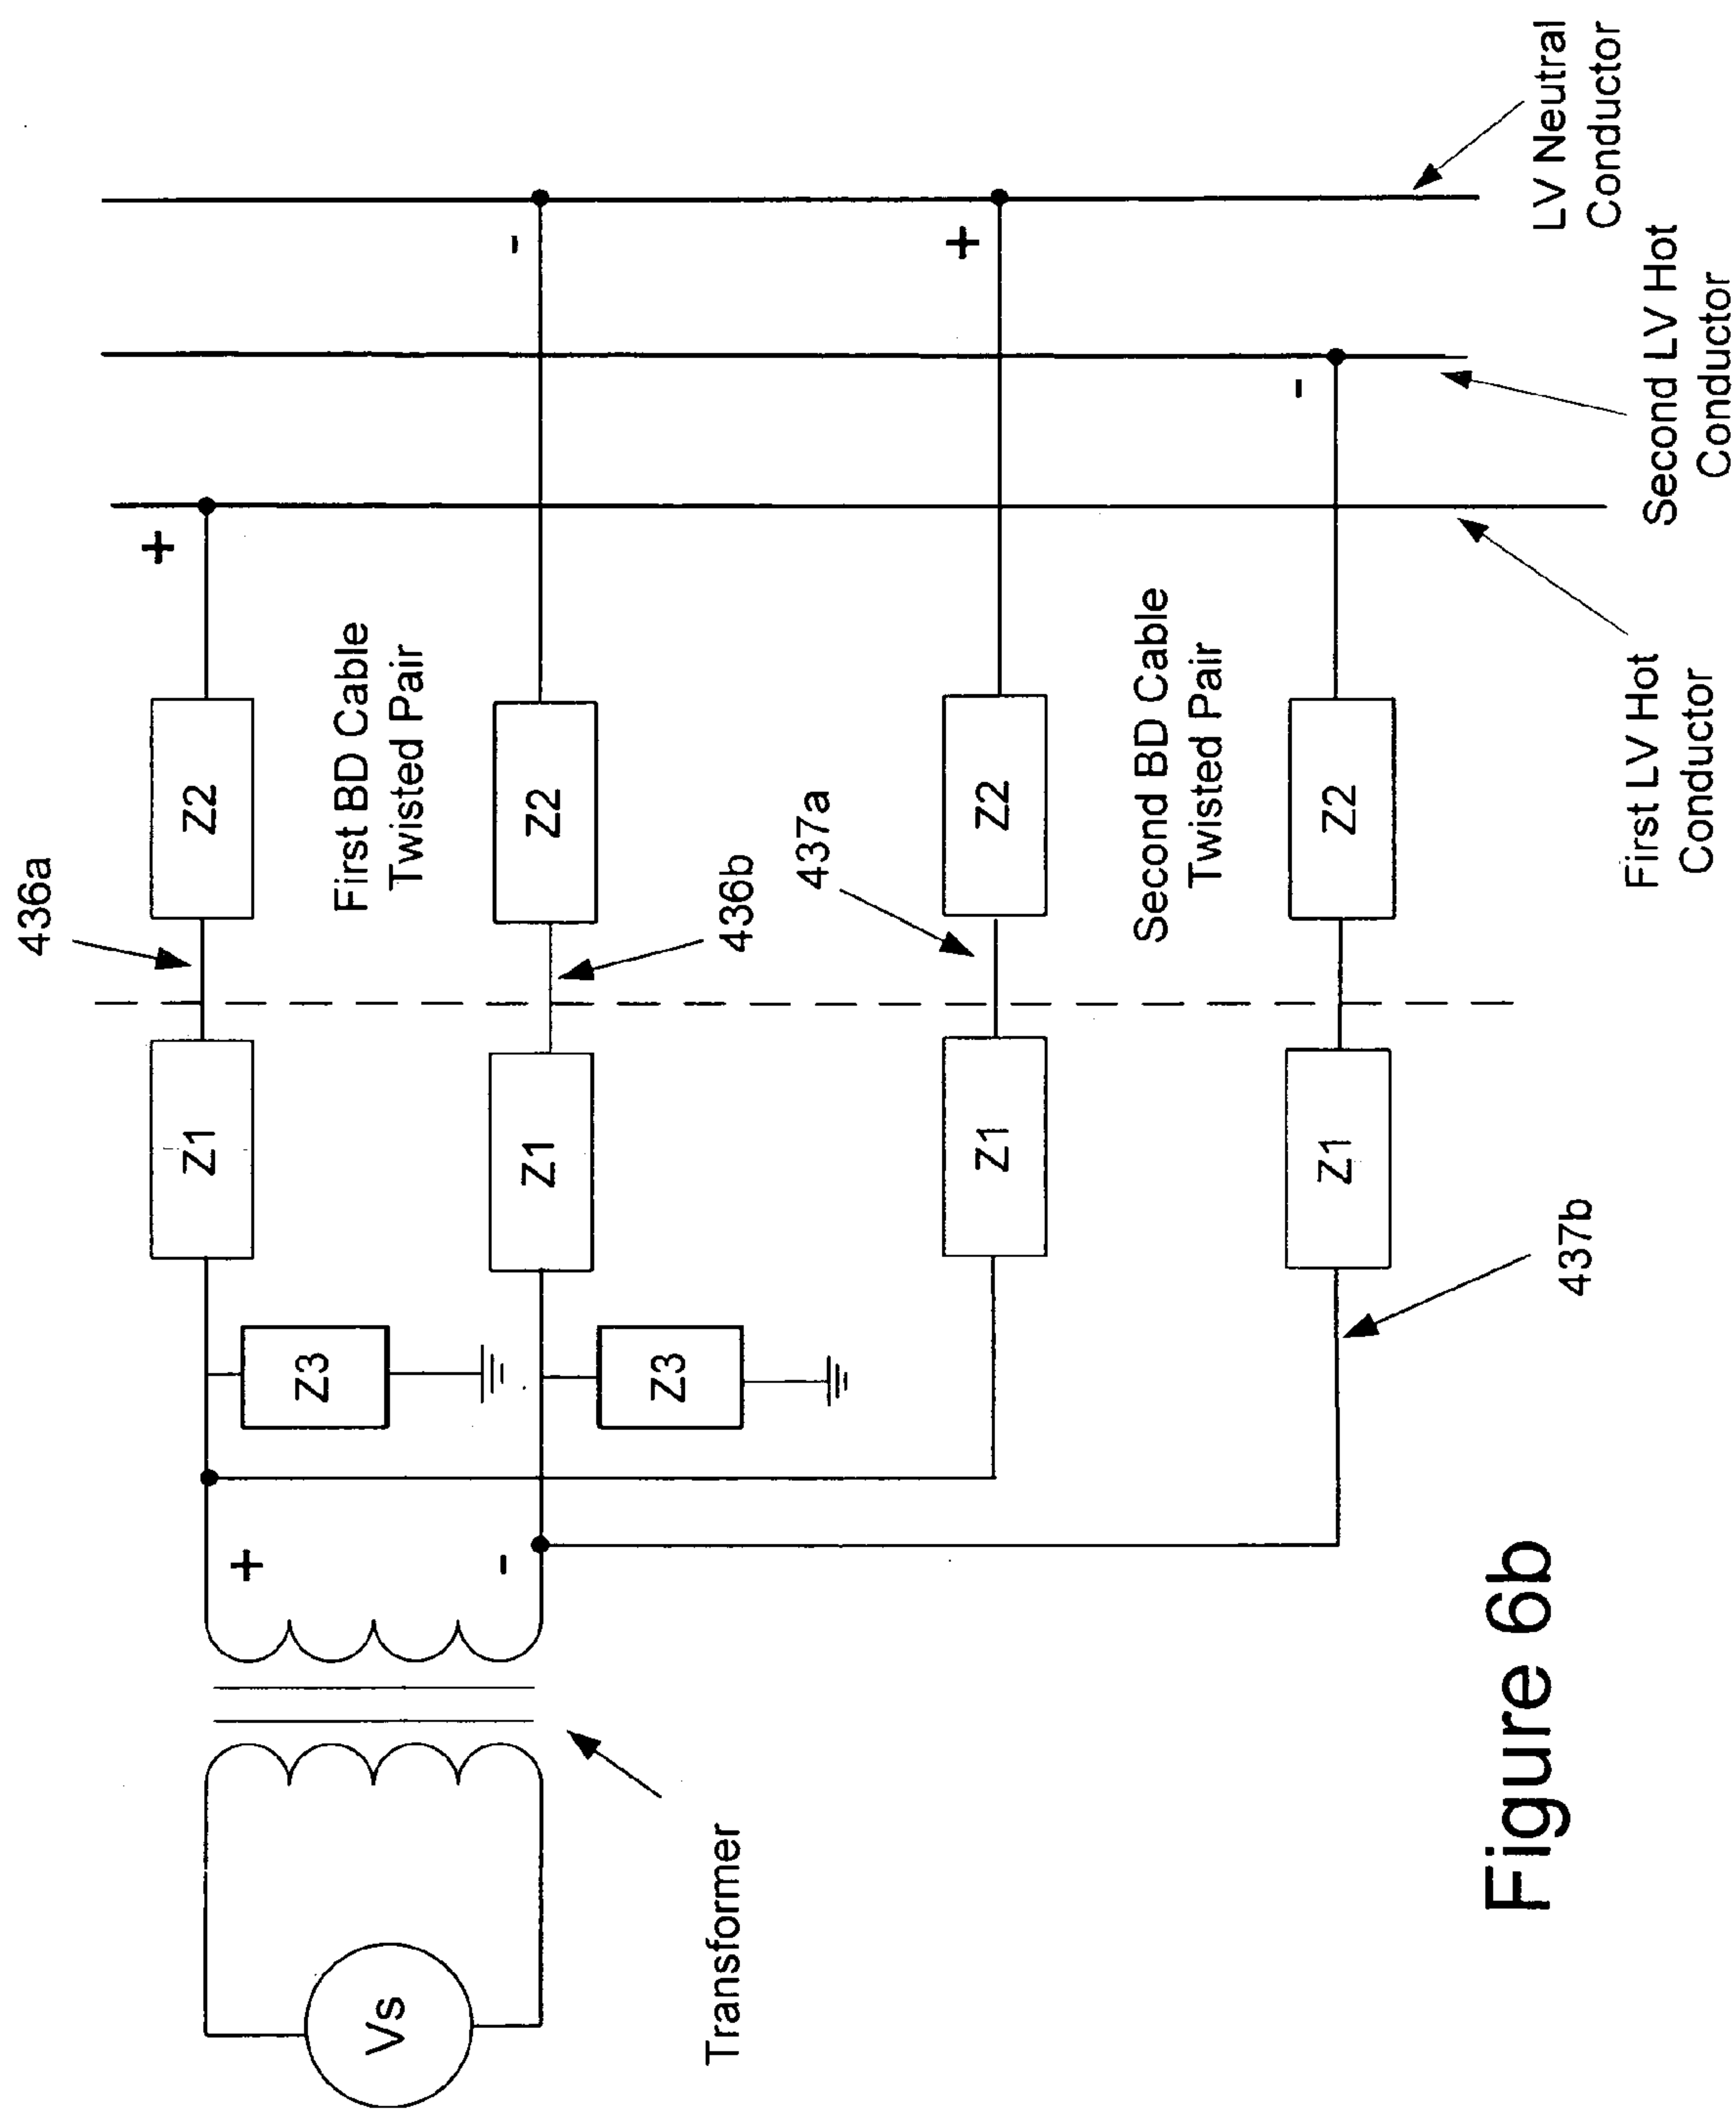 436a
+
Z1
Z2
+
Z3
First BD Cable
Twisted Pair
Vs
-
-
Z1
Z2
Z3
Transformer
436b
437a
+
Z1
Z2
Second BD Cable
Twisted Pair
-
Z1
Z2
437b
Figure 6b
First LV Hot
Conductor
Second LV Hot
Conductor
LV Neutral
Conductor